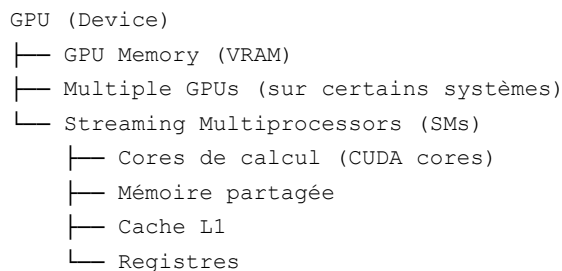 GPU (Device)
├── GPU Memory (VRAM)
├── Multiple GPUs (sur certains systèmes)
└── Streaming Multiprocessors (SMs)
    ├── Cores de calcul (CUDA cores)
    ├── Mémoire partagée
    ├── Cache L1
    └── Registres